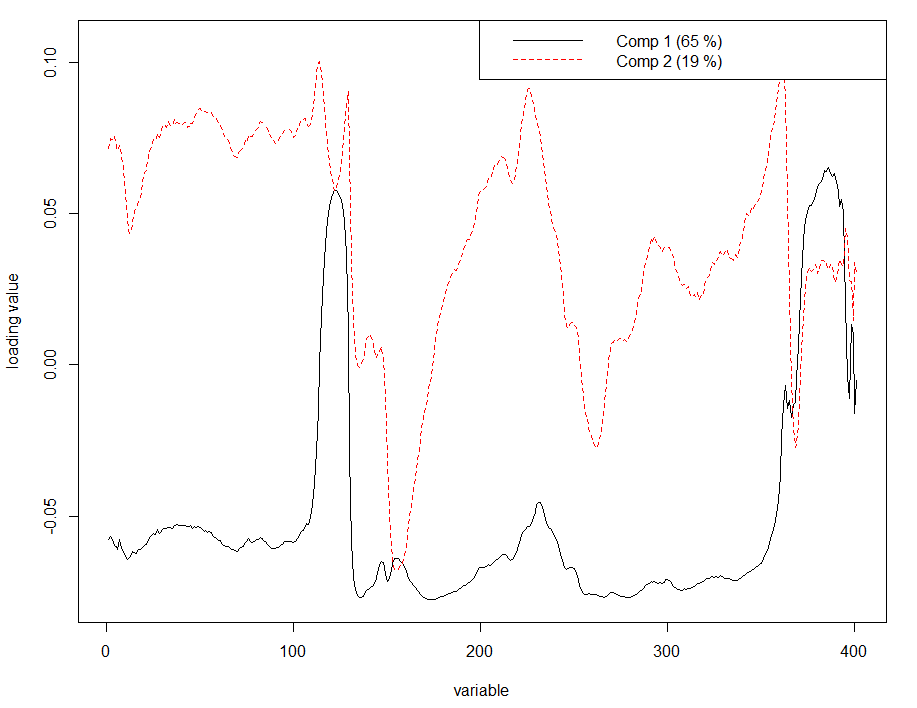 Comp 1 (65 %)
Comp 2 (19 %)
0.10
0.05
0.00
-0.05
loading value
0
100
200
300
400
variable